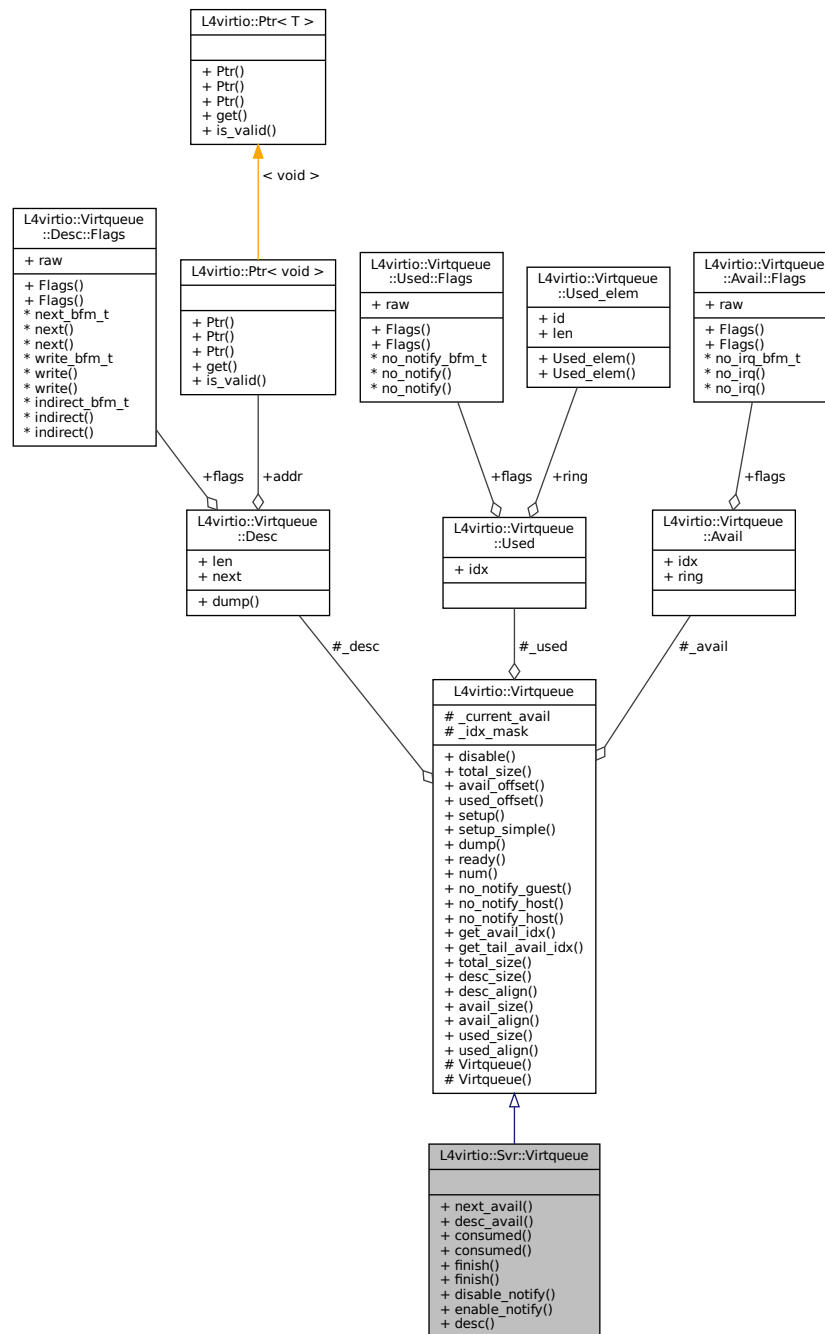 L4virtio::Ptr< T >
+ Ptr()
+ Ptr()
+ Ptr()
+ get()
+ is_valid()
< void >
L4virtio::Virtqueue
::Desc::Flags
+ raw
+ Flags()
+ Flags()
* next_bfm_t
* next()
* next()
* write_bfm_t
* write()
* write()
* indirect_bfm_t
* indirect()
* indirect()
L4virtio::Ptr< void >
+ Ptr()
+ Ptr()
+ Ptr()
+ get()
+ is_valid()
L4virtio::Virtqueue
::Used::Flags
+ raw
+ Flags()
+ Flags()
* no_notify_bfm_t
* no_notify()
* no_notify()
L4virtio::Virtqueue
::Used_elem
+ id
+ len
+ Used_elem()
+ Used_elem()
L4virtio::Virtqueue
::Avail::Flags
+ raw
+ Flags()
+ Flags()
* no_irq_bfm_t
* no_irq()
* no_irq()
+flags
+addr
+flags
+ring
+flags
L4virtio::Virtqueue
::Desc
+ len
+ next
+ dump()
L4virtio::Virtqueue
::Used
+ idx
L4virtio::Virtqueue
::Avail
+ idx
+ ring
#_desc
#_used
#_avail
L4virtio::Virtqueue
# _current_avail
# _idx_mask
+ disable()
+ total_size()
+ avail_offset()
+ used_offset()
+ setup()
+ setup_simple()
+ dump()
+ ready()
+ num()
+ no_notify_guest()
+ no_notify_host()
+ no_notify_host()
+ get_avail_idx()
+ get_tail_avail_idx()
+ total_size()
+ desc_size()
+ desc_align()
+ avail_size()
+ avail_align()
+ used_size()
+ used_align()
# Virtqueue()
# Virtqueue()
L4virtio::Svr::Virtqueue
+ next_avail()
+ desc_avail()
+ consumed()
+ consumed()
+ finish()
+ finish()
+ disable_notify()
+ enable_notify()
+ desc()